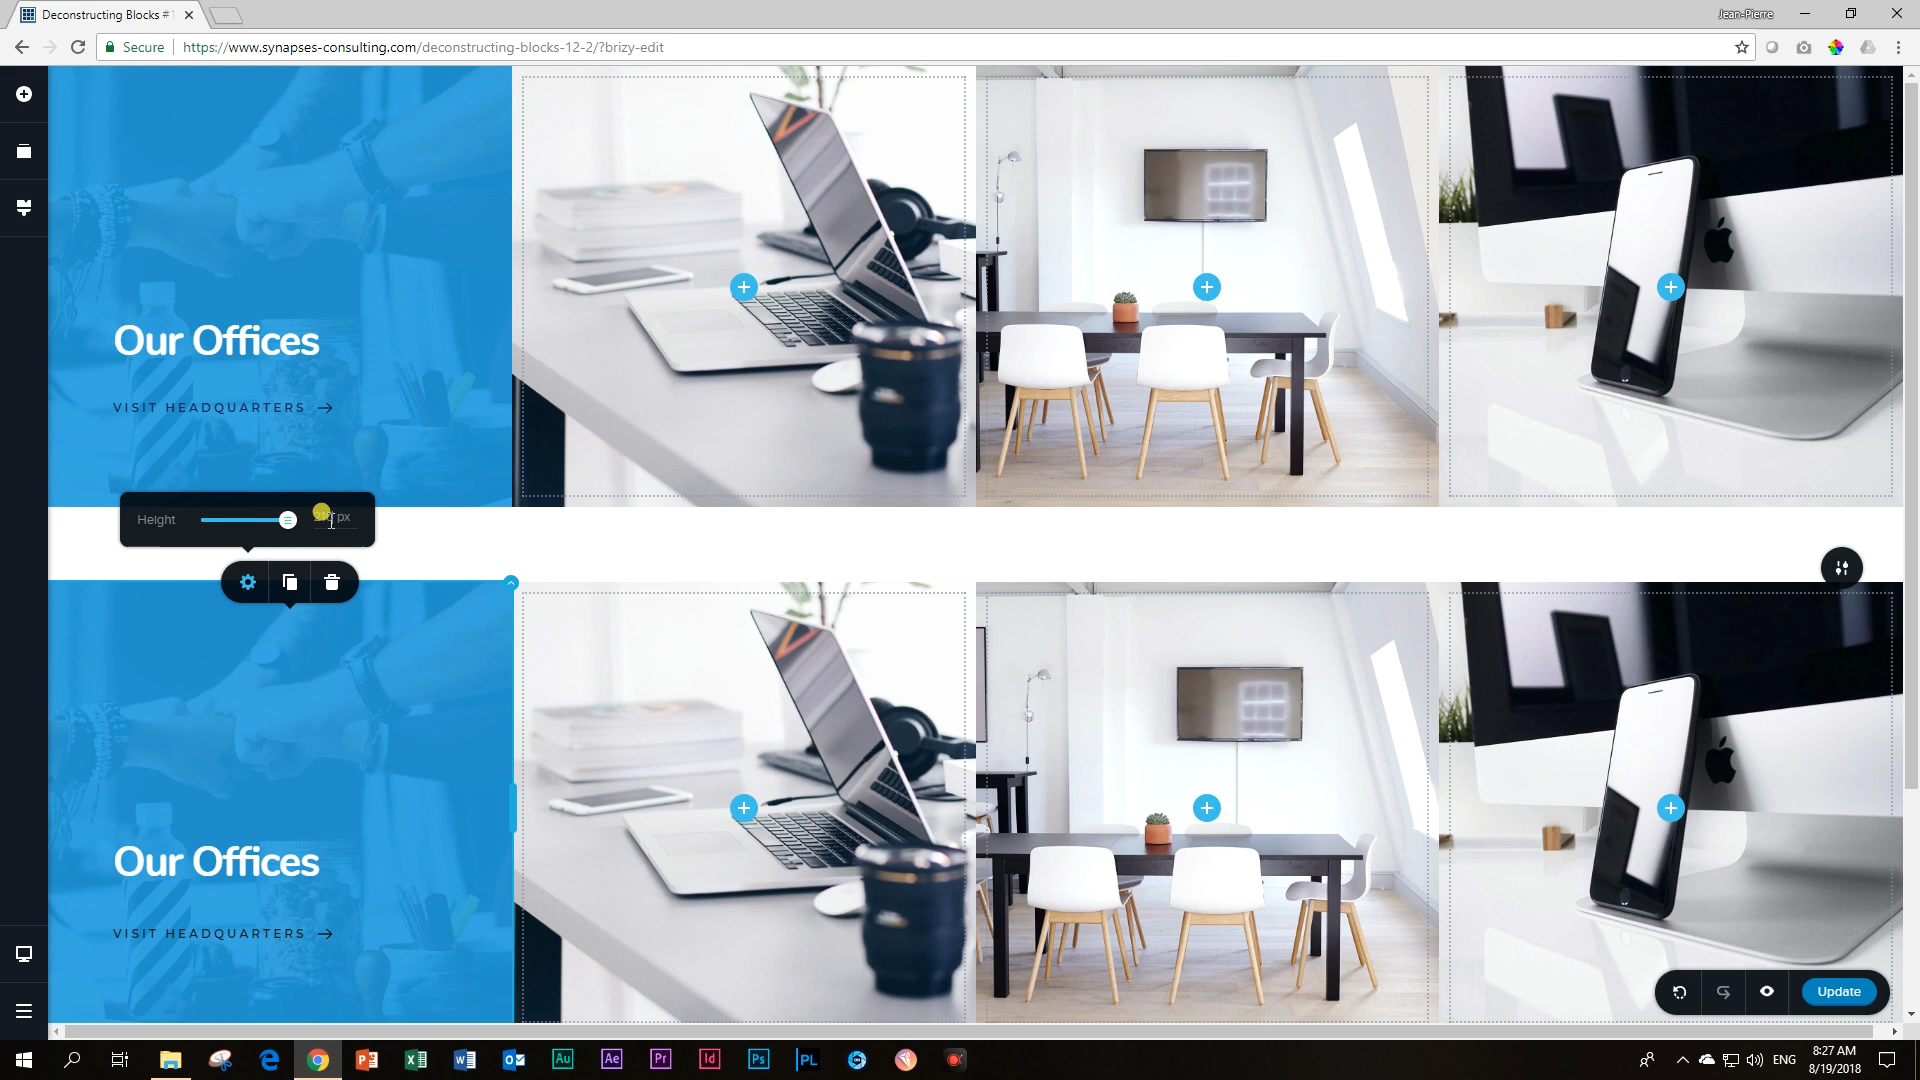 Deconstructing Blocks #
Jean-Pierre
Secure
https://www.synapses-consulting.com/deconstructing-blocks-12-2/?brizy-edit
Our Offices
VISIT HEADQUARTERS
Height
px
Our Offices
VISIT HEADQUARTERS
Update
Au
Ae
Pr
Id
Ps
PL
ENG
8:27 AM
8/19/2018